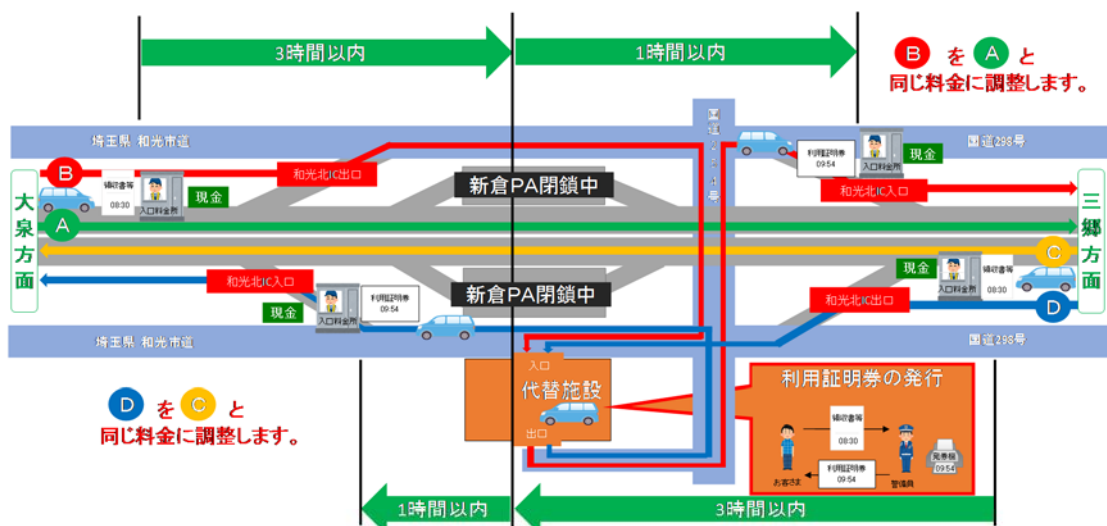 3時間以内
1時間以内
B を A と
同じ料金に調整します。
埼玉県 和光市道
国道298号
B
領収書等
08:30
入口料金所
現金
和光北IC出口
新倉PA閉鎖中
利用証明券
09:54
入口料金所
現金
和光北IC入口
大泉方面
A
三郷方面
C
和光北IC入口
現金
入口料金所
利用証明券
09:54
新倉PA閉鎖中
現金
入口料金所
領収書等
08:30
和光北IC出口
D
埼玉県 和光市道
国道298号
入口
代替施設
出口
利用証明券の発行
領収書等
08:30
発券機
09:54
利用証明券
09:54
お客さま
警備員
D を C と
同じ料金に調整します。
1時間以内
3時間以内